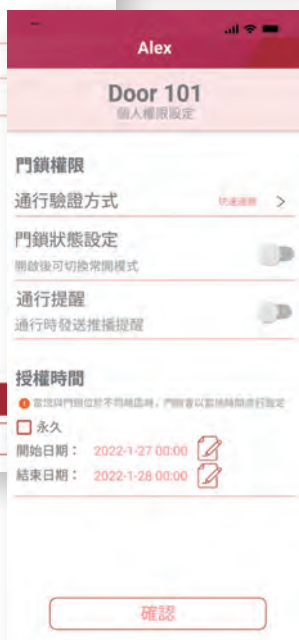 Alex
Door 101
個人權限設定
門鎖權限
通行驗證方式 快速通關 >
門鎖狀態設定
開啟後可切換常開模式
通行提醒
通行時發送推播提醒
授權時間
當您與門鎖位於不同時區時，門鎖會以當地時間進行設定
永久
開始日期： 2022-1-27 00:00
結束日期： 2022-1-28 00:00
確認